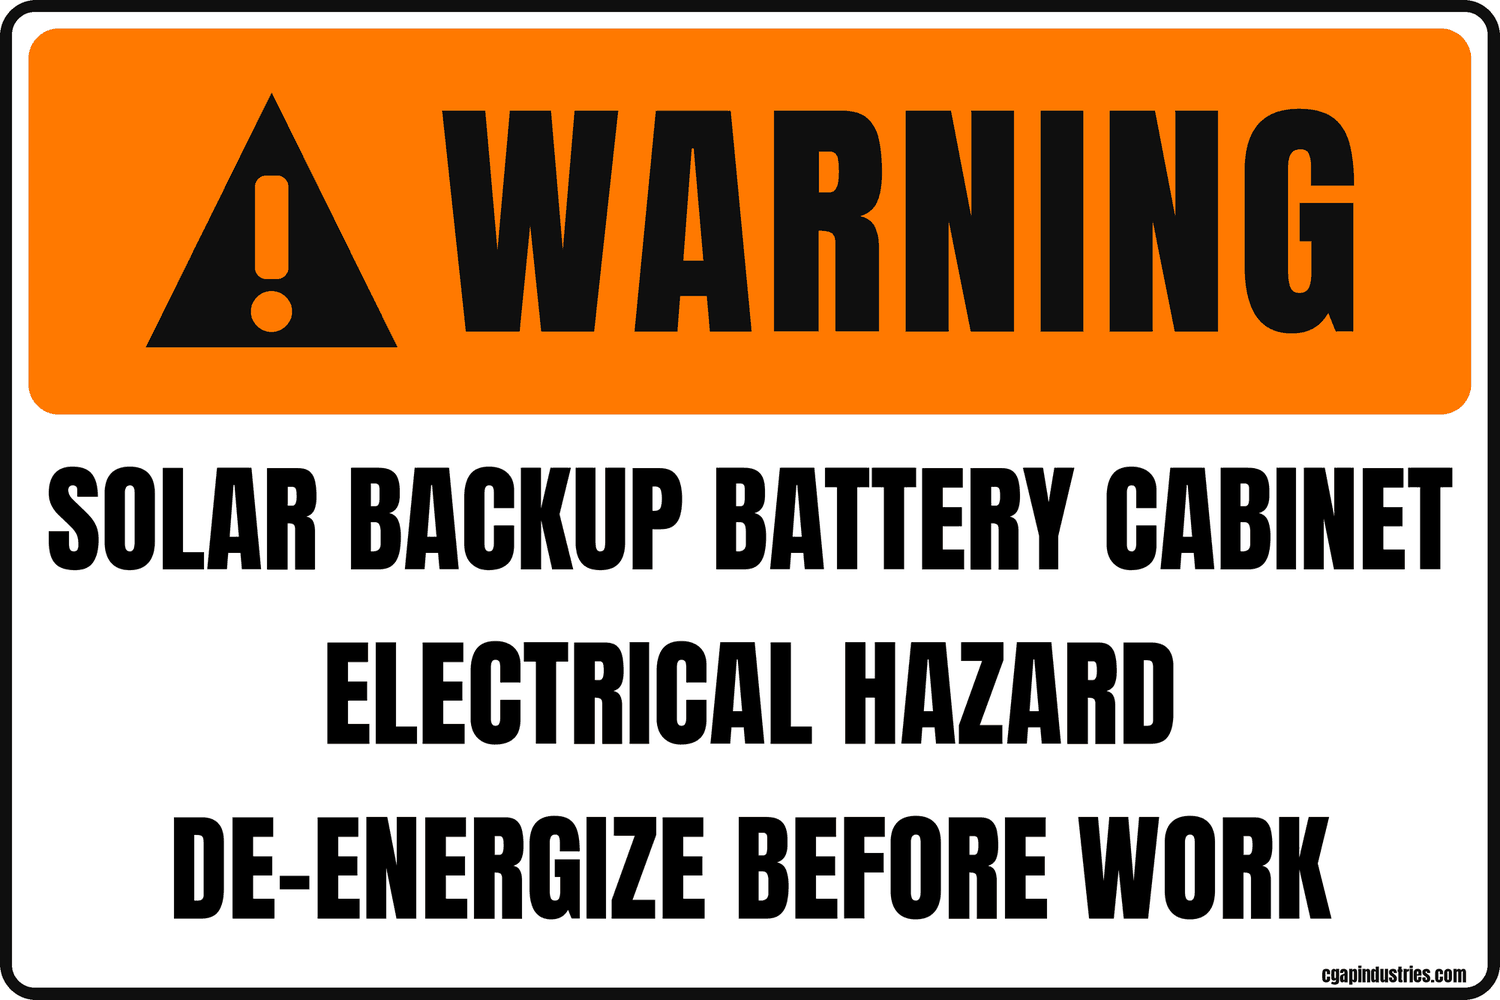 WARNING
SOLAR BACKUP BATTERY CABINET
ELECTRICAL HAZARD
DE-ENERGIZE BEFORE WORK
cgapindustries.com